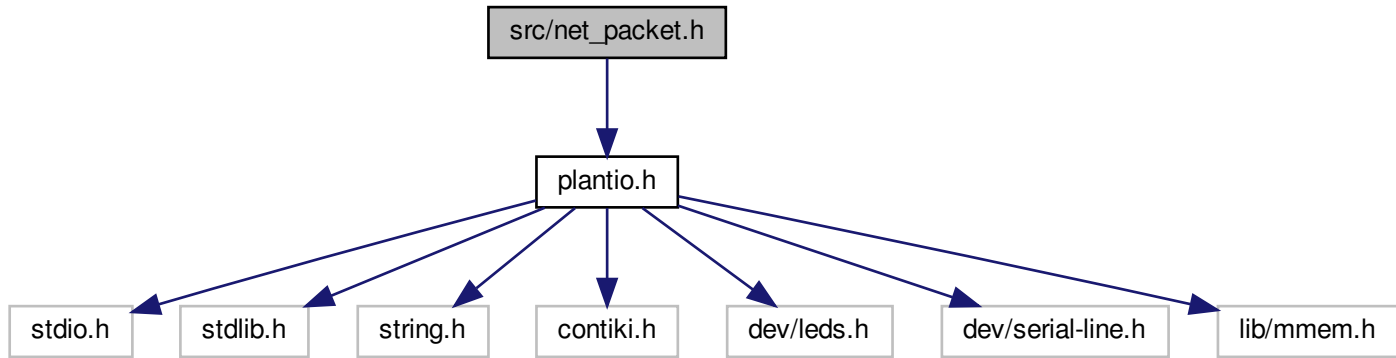 src/net_packet.h
plantio.h
stdio.h
stdlib.h
string.h
contiki.h
dev/leds.h
dev/serial-line.h
lib/mmem.h